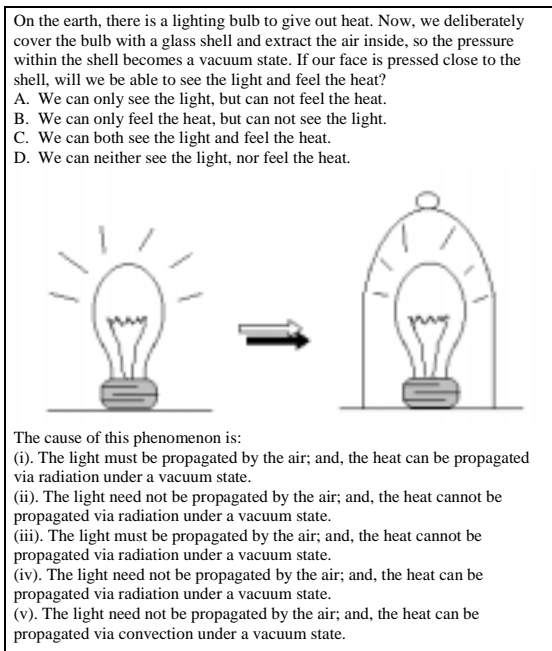 On the earth, there is a lighting bulb to give out heat. Now, we deliberately
cover the bulb with a glass shell and extract the air inside, so the pressure
within the shell becomes a vacuum state. If our face is pressed close to the
shell, will we be able to see the light and feel the heat?
A. We can only see the light, but can not feel the heat.
B. We can only feel the heat, but can not see the light.
C. We can both see the light and feel the heat.
D. We can neither see the light, nor feel the heat.
The cause of this phenomenon is:
(i). The light must be propagated by the air; and, the heat can be propagated
via radiation under a vacuum state.
(ii). The light need not be propagated by the air; and, the heat cannot be
propagated via radiation under a vacuum state.
(iii). The light must be propagated by the air; and, the heat cannot be
propagated via radiation under a vacuum state.
(iv). The light need not be propagated by the air; and, the heat can be
propagated via radiation under a vacuum state.
(v). The light need not be propagated by the air; and, the heat can be
propagated via convection under a vacuum state.